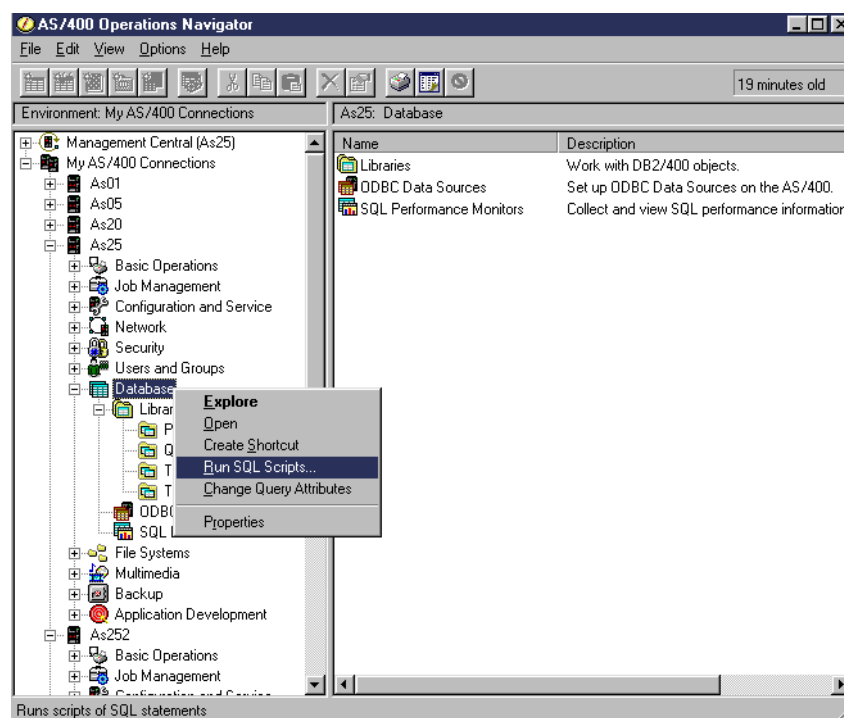 AS/400 Operations Navigator
File Edit View Options Help
19 minutes old
Environment: My AS/400 Connections
As25: Database
Management Central (As25)
My AS/400 Connections
As01
As05
As20
As25
Basic Operations
Job Management
Configuration and Service
Network
Security
Users and Groups
Database
Librar
P
Q
T
T
ODB
SQL
File Systems
Multimedia
Backup
Application Development
As252
Basic Operations
Job Management
Explore
Open
Create Shortcut
Run SQL Scripts...
Change Query Attributes
Properties
Name Description
Libraries Work with DB2/400 objects.
ODBC Data Sources Set up ODBC Data Sources on the AS/400.
SQL Performance Monitors Collect and view SQL performance information
Runs scripts of SQL statements